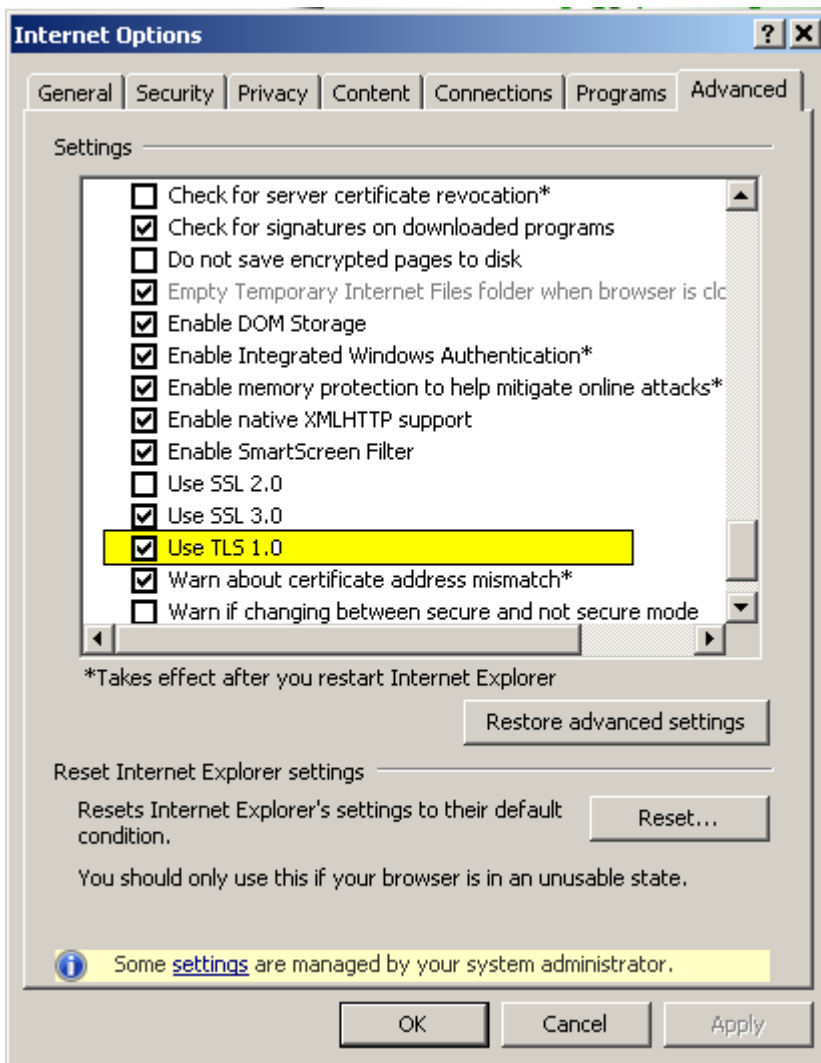 Internet Options
General Security Privacy Content Connections Programs Advanced
Settings
Check for server certificate revocation*
Check for signatures on downloaded programs
Do not save encrypted pages to disk
Empty Temporary Internet Files folder when browser is clc
Enable DOM Storage
Enable Integrated Windows Authentication*
Enable memory protection to help mitigate online attacks*
Enable native XMLHTTP support
Enable SmartScreen Filter
Use SSL 2.0
Use SSL 3.0
Use TLS 1.0
Warn about certificate address mismatch*
Warn if changing between secure and not secure mode
*Takes effect after you restart Internet Explorer
Restore advanced settings
Reset Internet Explorer settings
Resets Internet Explorer's settings to their default
condition.
Reset...
You should only use this if your browser is in an unusable state.
Some settings are managed by your system administrator.
OK Cancel Apply